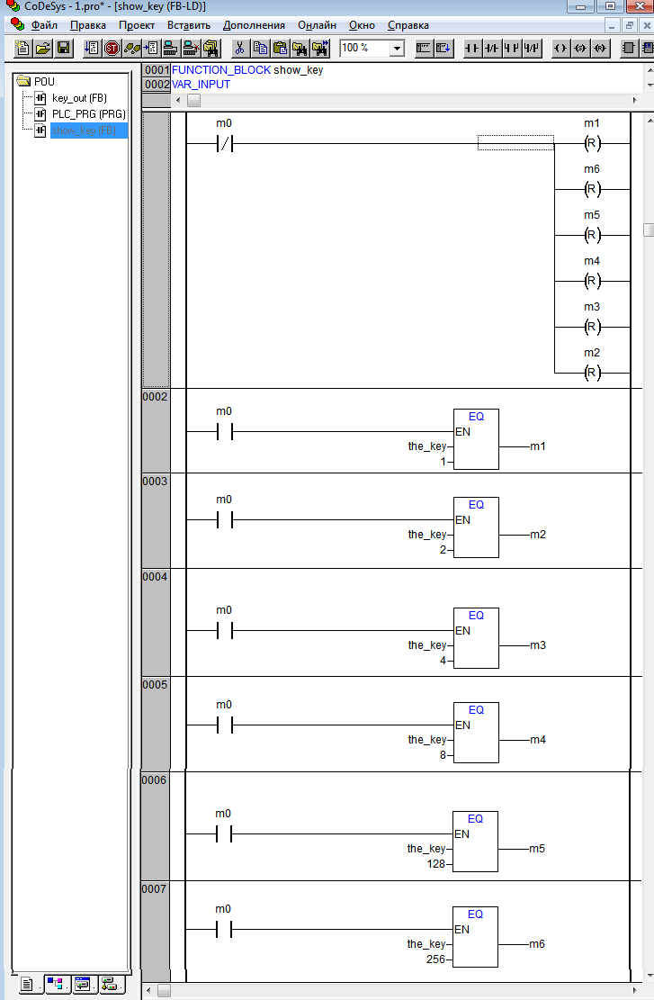 CoDeSys - 1.pro* - [show_key (FB-LD)]
Файл Правка Проект Вставить Дополнения Онлайн Окно Справка
100 %
POU
key_out (FB)
PLC_PRG (PRG)
show_key (FB)
0001 FUNCTION_BLOCK show_key
0002 VAR_INPUT
m0 m1
/ R
m6
R
m5
R
m4
R
m3
R
m2
R
0002
m0
EQ
EN
the_key m1
1
0003
m0
EQ
EN
the_key m2
2
0004
m0
EQ
EN
the_key m3
4
0005
m0
EQ
EN
the_key m4
8
0006
m0
EQ
EN
the_key m5
128
0007
m0
EQ
EN
the_key m6
256